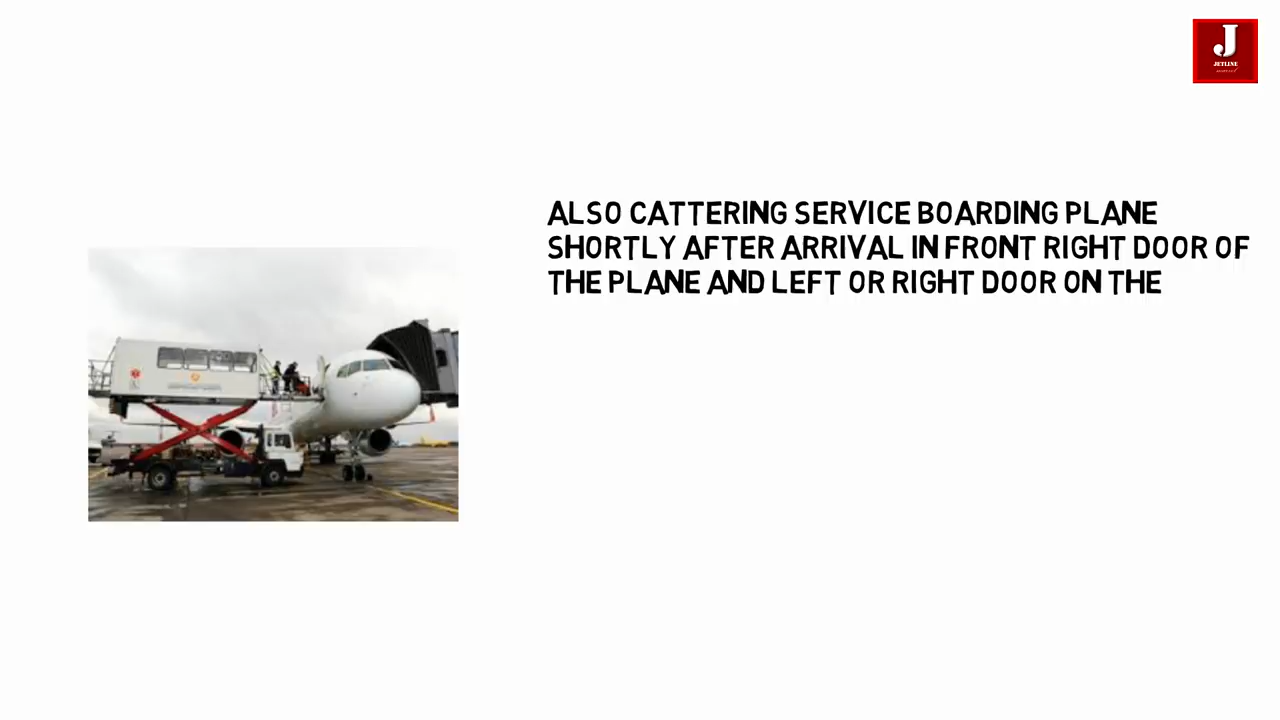 J
JETLINE
ALSO CATTERING SERVICE BOARDING PLANE
SHORTLY AFTER ARRIVAL IN FRONT RIGHT DOOR OF
THE PLANE AND LEFT OR RIGHT DOOR ON THE